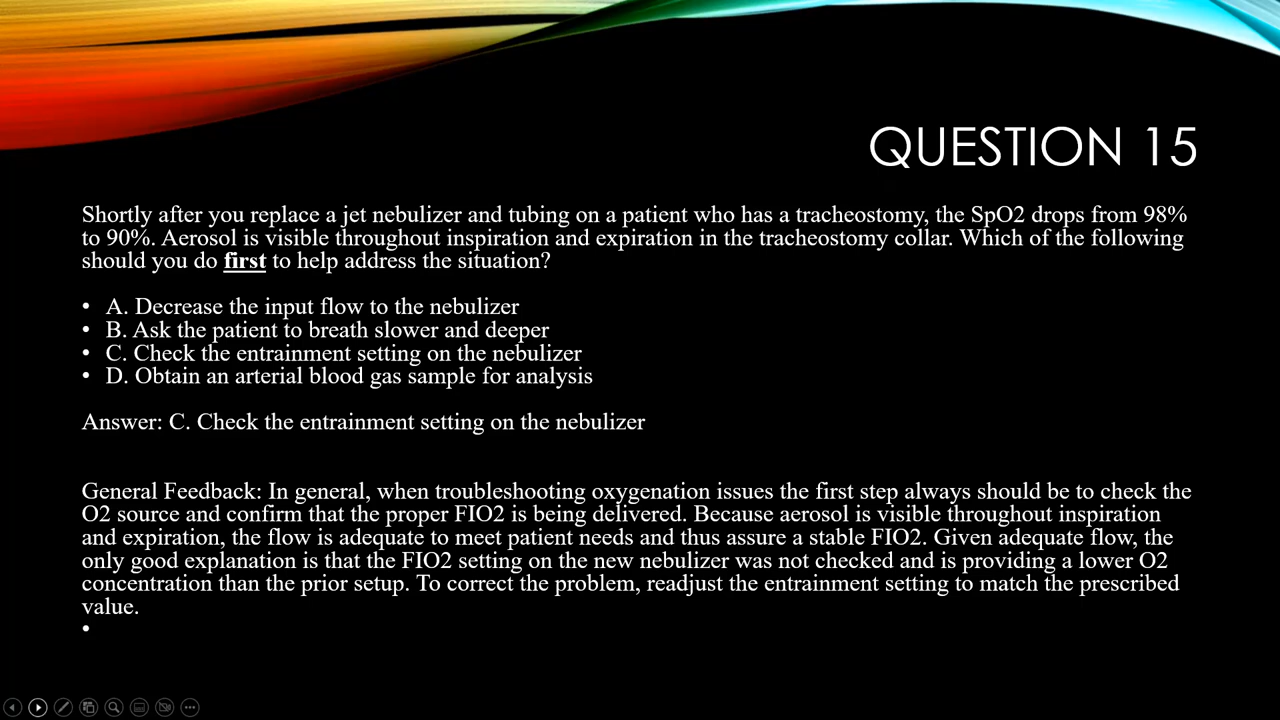 QUESTION 15
Shortly after you replace a jet nebulizer and tubing on a patient who has a tracheostomy, the SpO2 drops from 98%
to 90%. Aerosol is visible throughout inspiration and expiration in the tracheostomy collar. Which of the following
should you do first to help address the situation?
• A. Decrease the input flow to the nebulizer
• B. Ask the patient to breath slower and deeper
• C. Check the entrainment setting on the nebulizer
• D. Obtain an arterial blood gas sample for analysis
Answer: C. Check the entrainment setting on the nebulizer
General Feedback: In general, when troubleshooting oxygenation issues the first step always should be to check the
O2 source and confirm that the proper FIO2 is being delivered. Because aerosol is visible throughout inspiration
and expiration, the flow is adequate to meet patient needs and thus assure a stable FIO2. Given adequate flow, the
only good explanation is that the FIO2 setting on the new nebulizer was not checked and is providing a lower O2
concentration than the prior setup. To correct the problem, readjust the entrainment setting to match the prescribed
value.
•